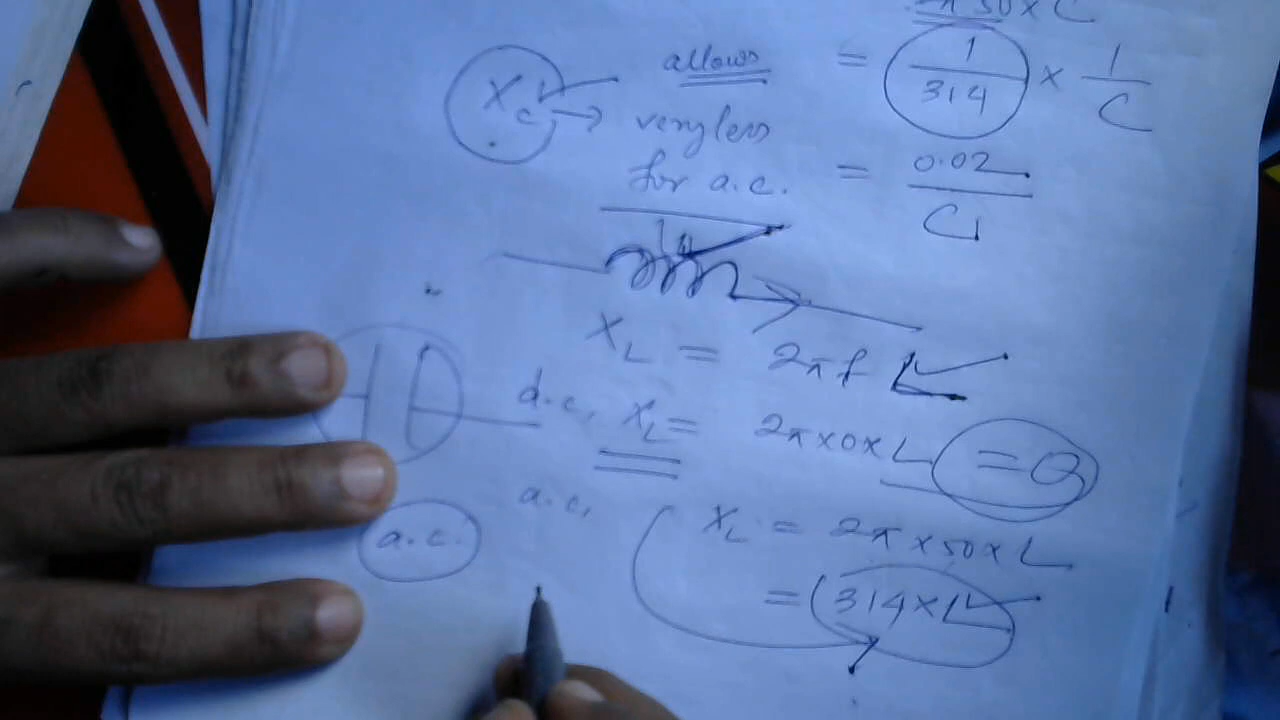 π 50 x C
Xc → allows = 1/314 x 1/C
very less
for a.c. = 0.02/C
L
XL = 2πf L
d.c. XL = 2π x 0 x L = 0
a.c. XL = 2π x 50 x L
a.c.
= 314 x L